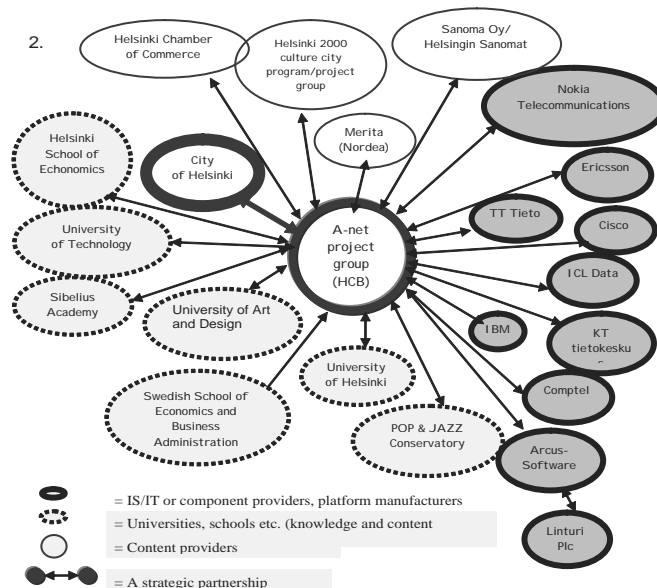 2.
Helsinki Chamber
of Commerce
Helsinki 2000
culture city
program/project
group
Sanoma Oy/
Helsingin Sanomat
Nokia
Telecommunications
Merita
(Nordea)
Helsinki
School of
Echonomics
City
of Helsinki
Ericsson
TT Tieto
Cisco
University
of Technology
A-net
project
group
(HCB)
ICL Data
Sibelius
Academy
University of Art
and Design
IBM
KT
tietokesku
s
University
of Helsinki
Comptel
Swedish School of
Economics and
Business
Administration
POP & JAZZ
Conservatory
Arcus-
Software
Linturi
Plc
= IS/IT or component providers, platform manufacturers
= Universities, schools etc. (knowledge and content
= Content providers
= A strategic partnership